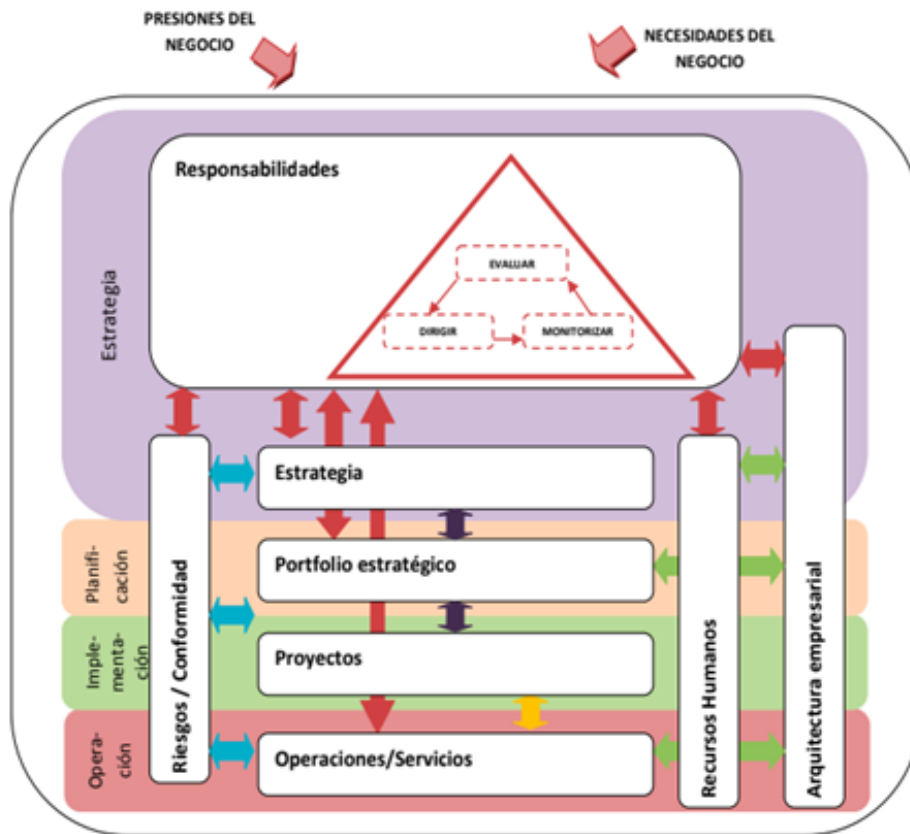 PRESIONES DEL
NEGOCIO
NECESIDADES DEL
NEGOCIO
Responsabilidades
EVALUAR
DIRIGIR
MONITORIZAR
Estrategia
Estrategia
Planifi-
cación
Portfolio estratégico
Imple-
menta-
ción
Proyectos
Opera-
ción
Operaciones/Servicios
Riesgos / Conformidad
Recursos Humanos
Arquitectura empresarial